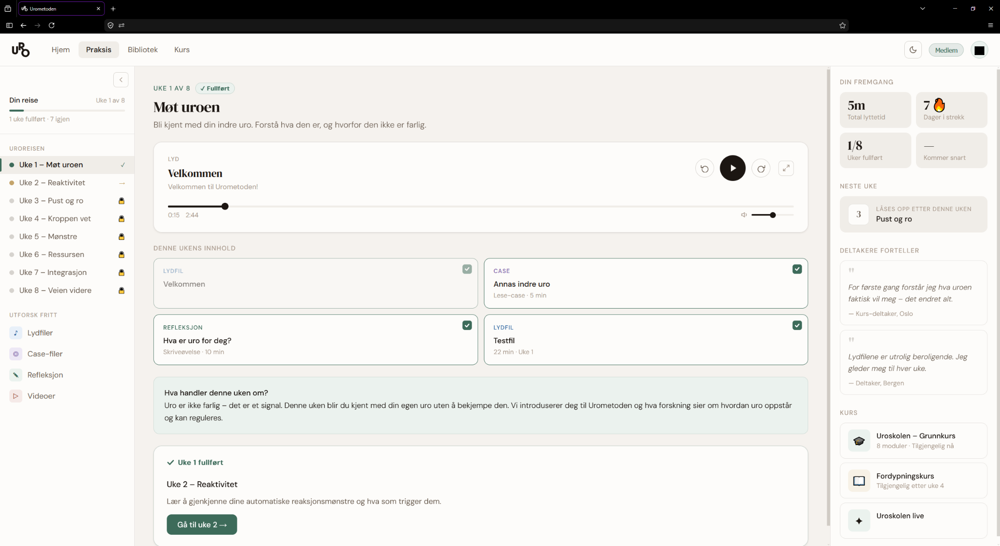 Urometoden
URO
Hjem
Praksis
Bibliotek
Kurs
Medlem
Din reise
Uke 1 av 8
1 uke fullført · 7 igjen
UROREISEN
Uke 1 – Møt uroen ✓
Uke 2 – Reaktivitet →
Uke 3 – Pust og ro
Uke 4 – Kroppen vet
Uke 5 – Mønstre
Uke 6 – Ressursen
Uke 7 – Integrasjon
Uke 8 – Veien videre
UTFORSK FRITT
Lydfiler
Case-filer
Refleksjon
Videoer
UKE 1 AV 8
✓ Fullført
Møt uroen
Bli kjent med din indre uro. Forstå hva den er, og hvorfor den ikke er farlig.
LYD
Velkommen
Velkommen til Urometoden!
0:15 2:44
DENNE UKENS INNHOLD
LYDFIL
Velkommen
CASE
Annas indre uro
Lese-case · 5 min
REFLEKSJON
Hva er uro for deg?
Skriveøvelse · 10 min
LYDFIL
Testfil
22 min · Uke 1
Hva handler denne uken om?
Uro er ikke farlig – det er et signal. Denne uken blir du kjent med din egen uro uten å bekjempe den. Vi introduserer deg til Urometoden og hva forskning sier om hvordan uro oppstår
og kan reguleres.
✓ Uke 1 fullført
Uke 2 – Reaktivitet
Lær å gjenkjenne dine automatiske reaksjonsmønstre og hva som trigger dem.
Gå til uke 2 →
DIN FREMGANG
5m
Total lyttetid
7 🔥
Dager i strekk
1/8
Uker fullført
—
Kommer snart
NESTE UKE
3
LÅSES OPP ETTER DENNE UKEN
Pust og ro
DELTAKERE FORTELLER
"
For første gang forstår jeg hva uroen
faktisk vil meg – det endret alt.
— Kurs-deltaker, Oslo
"
Lydfilene er utrolig beroligende. Jeg
gleder meg til hver uke.
— Deltaker, Bergen
KURS
Uroskolen – Grunnkurs
8 moduler · Tilgjengelig nå
Fordypningskurs
Tilgjengelig etter uke 4
Uroskolen live